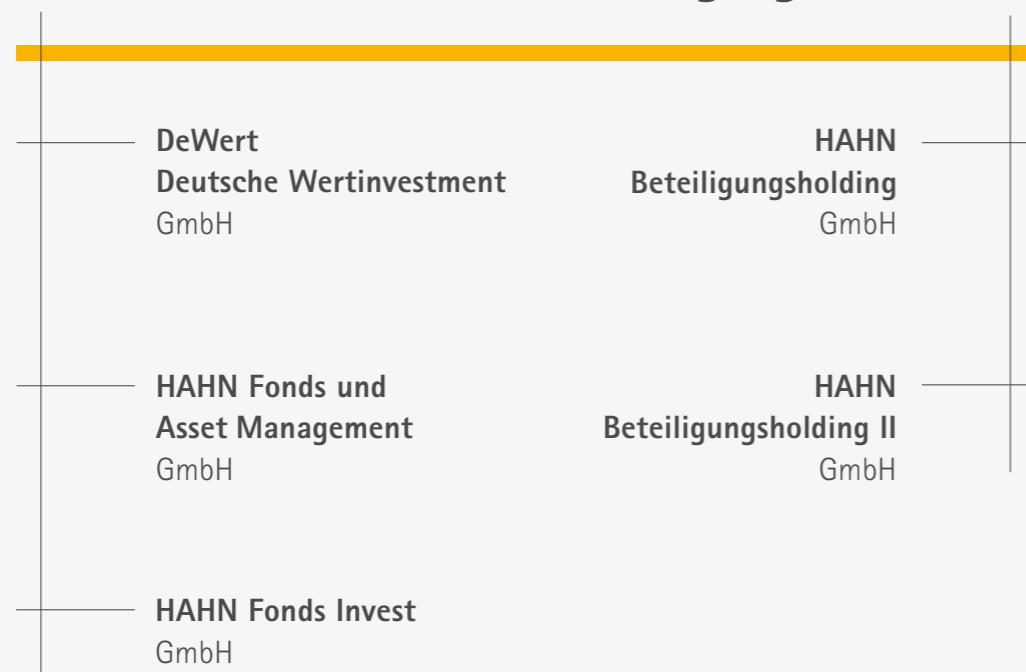 DeWert
Deutsche Wertinvestment
GmbH
HAHN
Beteiligungsholding
GmbH
HAHN Fonds und
Asset Management
GmbH
HAHN
Beteiligungsholding II
GmbH
HAHN Fonds Invest
GmbH